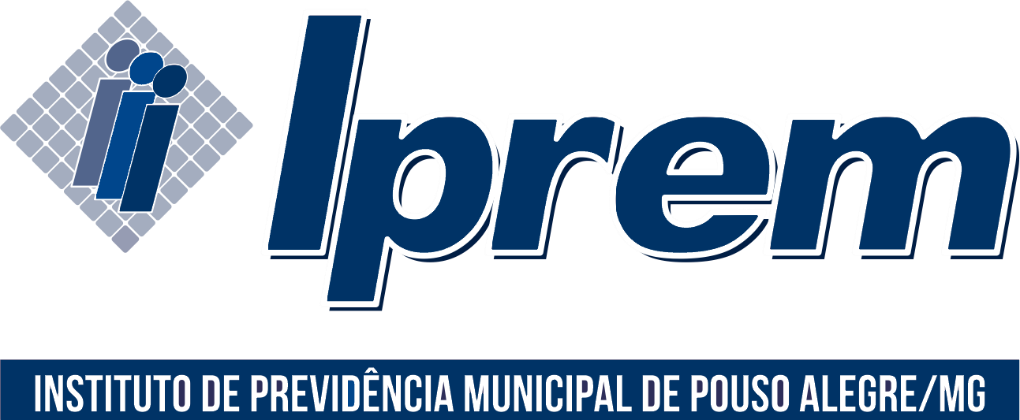 Iprem
INSTITUTO DE PREVIDÊNCIA MUNICIPAL DE POUSO ALEGRE/MG